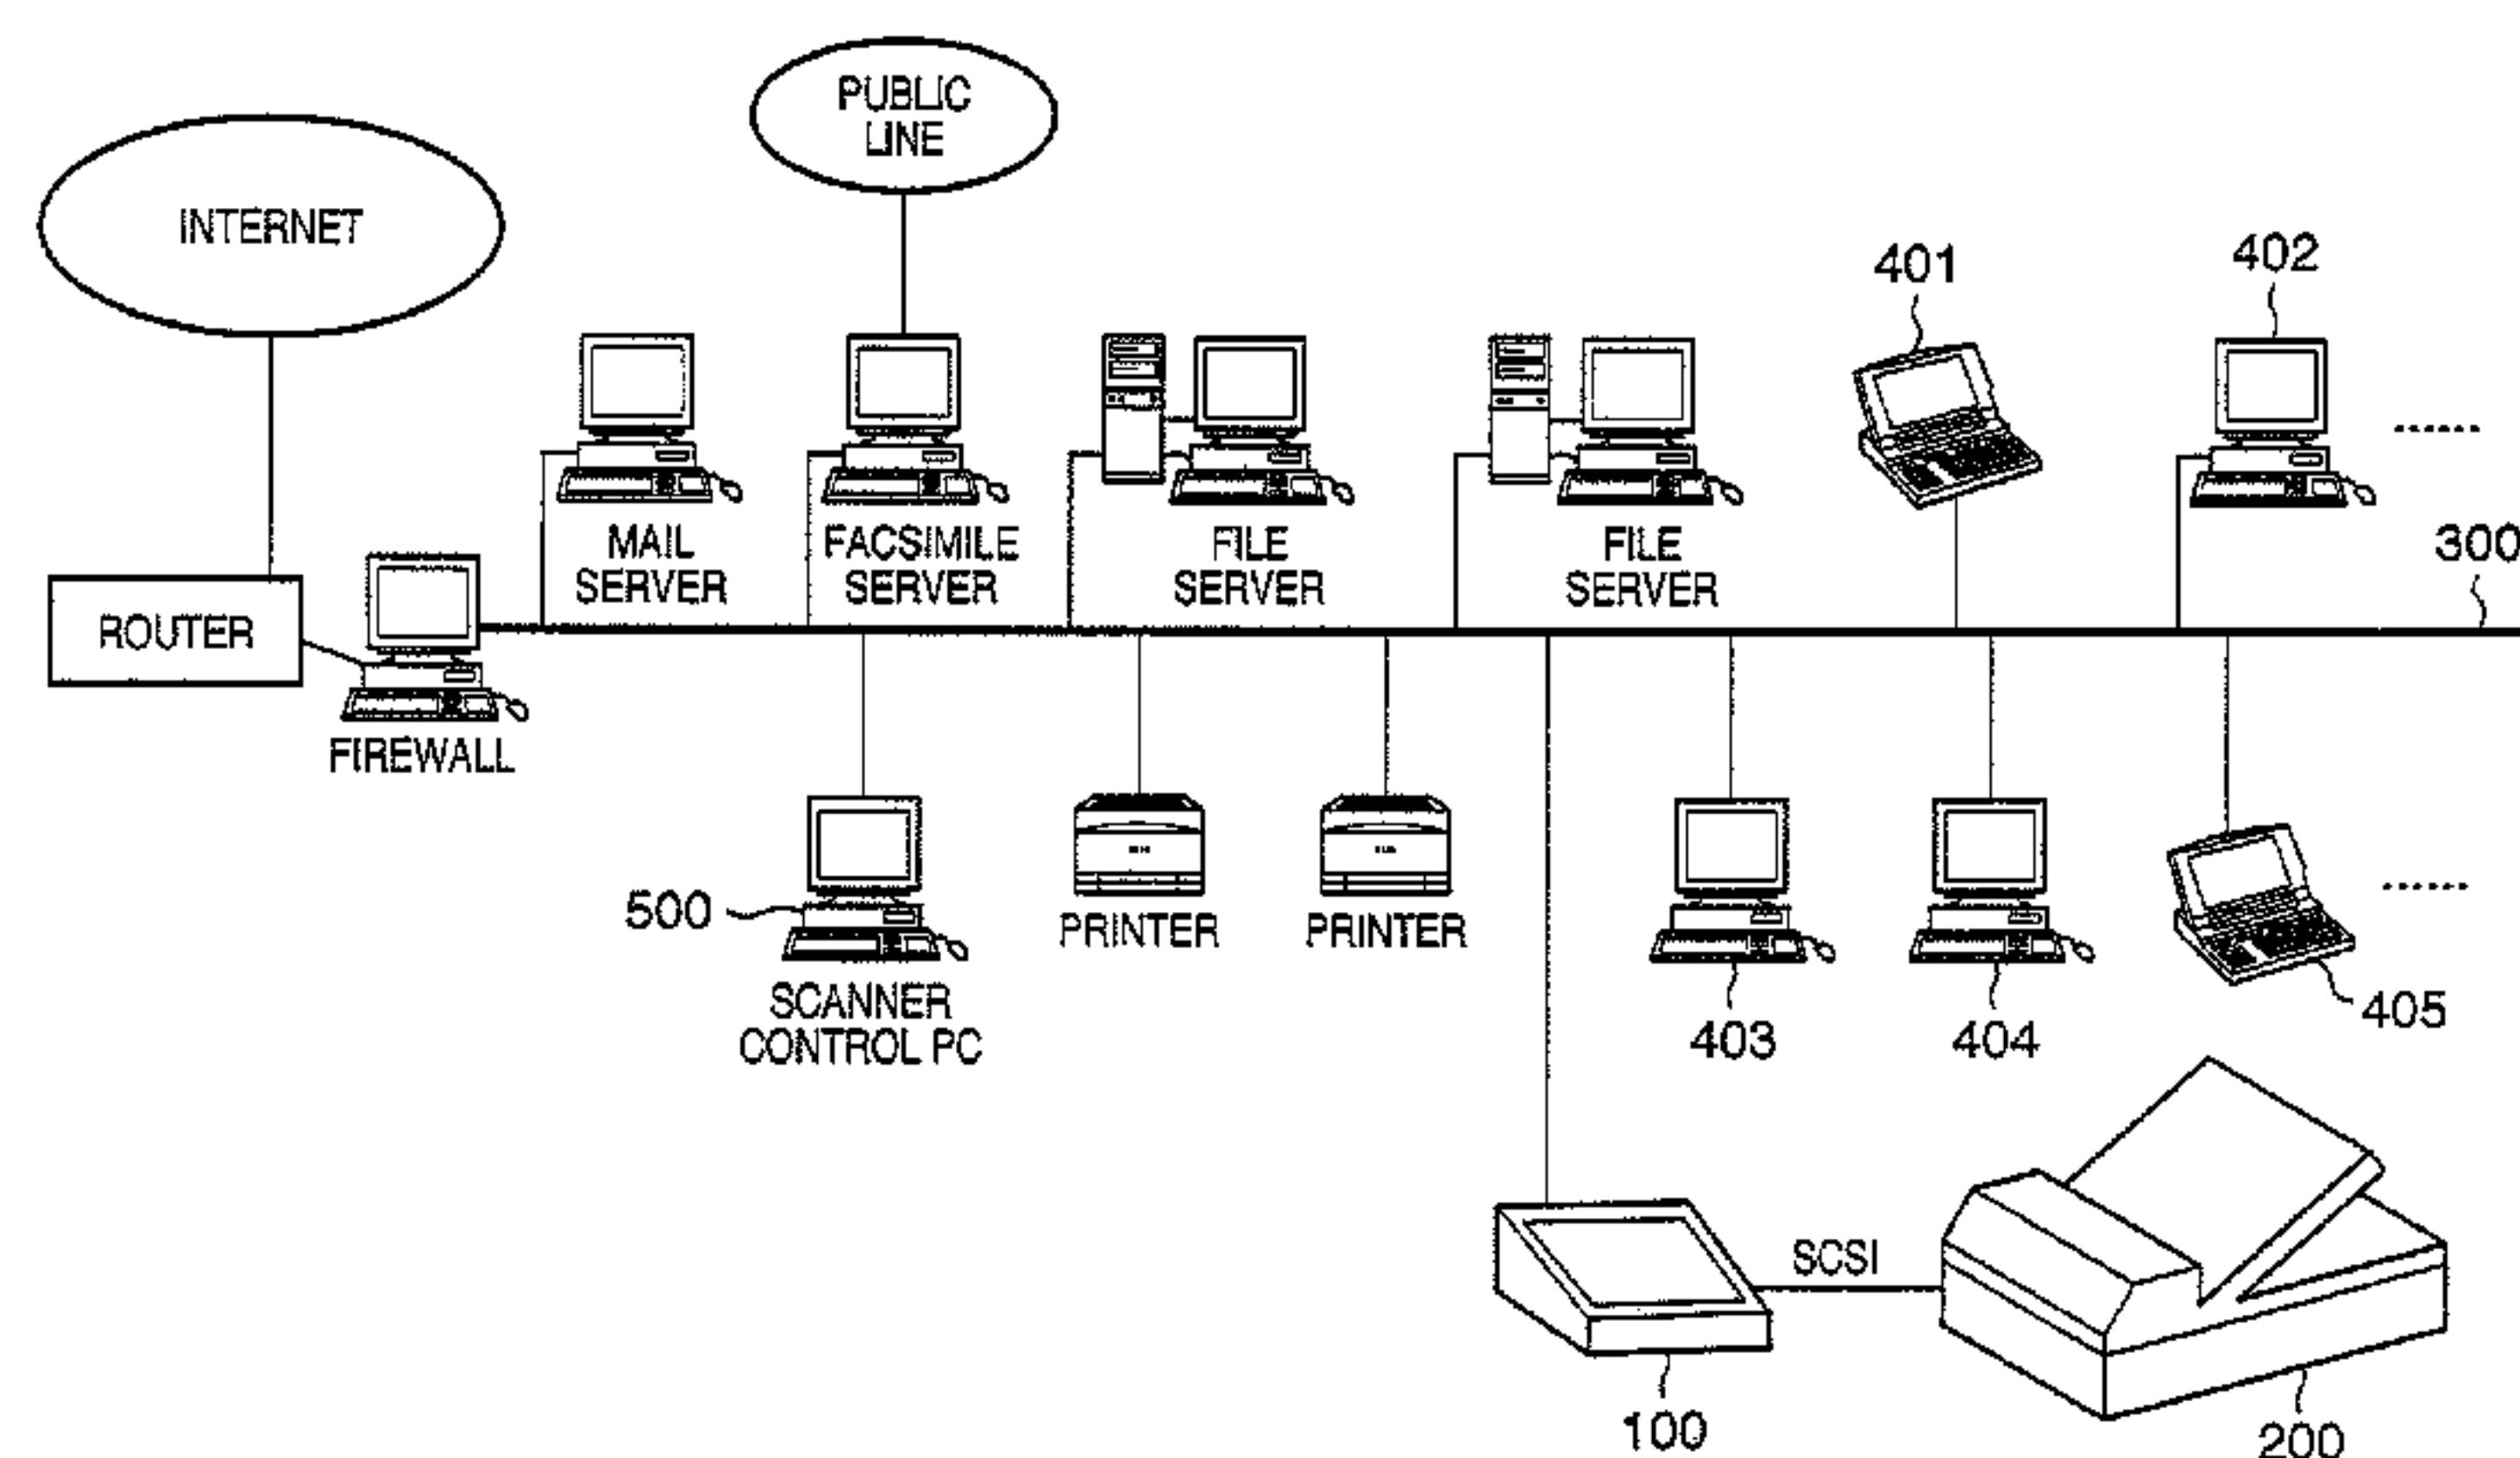 PUBLIC
LINE
INTERNET
401
402
MAIL
SERVER
FACSIMILE
SERVER
FILE
SERVER
FILE
SERVER
300
ROUTER
FIREWALL
500
SCANNER
CONTROL PC
PRINTER
PRINTER
403
404
405
SCSI
100
200